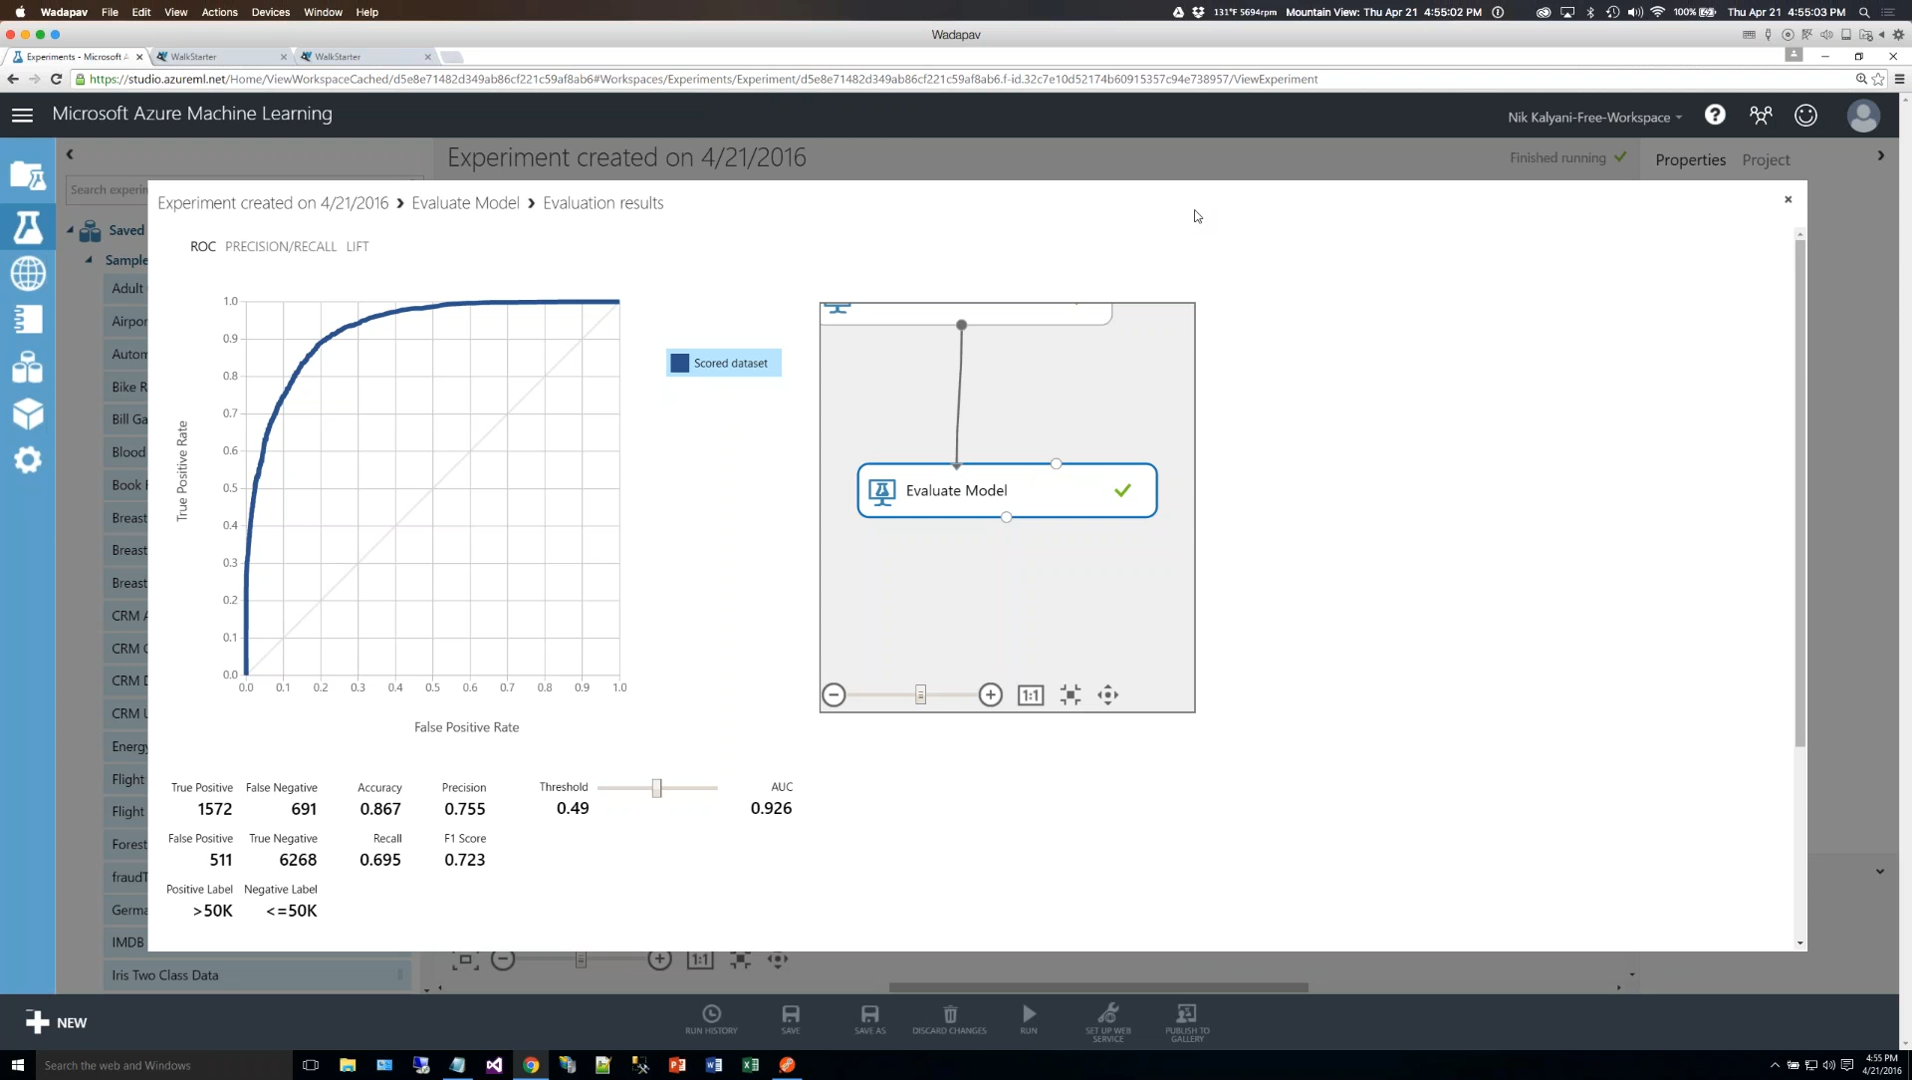 Wadapav File Edit View Actions Devices Window Help
131°F 5694rpm Mountain View: Thu Apr 21 4:55:02 PM 100% Thu Apr 21 4:55:03 PM
Wadapav
Experiments - Microsoft A WalkStarter WalkStarter
https://studio.azureml.net/Home/ViewWorkspaceCached/d5e8e71482d349ab86cf221c59af8ab6#Workspaces/Experiments/Experiment/d5e8e71482d349ab86cf221c59af8ab6.f-id.32c7e10d52174b60915357c94e738957/ViewExperiment
Microsoft Azure Machine Learning
Nik Kalyani-Free-Workspace
Experiment created on 4/21/2016
Finished running
Properties Project
Search experim
Saved
Sample
Adult
Airpor
Autom
Bike R
Bill Ga
Blood
Book
Breast
Breast
Breast
CRM A
CRM C
CRM D
CRM U
Energy
Flight
Flight
Forest
fraudT
Germa
IMDB
Iris Two Class Data
Experiment created on 4/21/2016 › Evaluate Model › Evaluation results
ROC PRECISION/RECALL LIFT
True Positive Rate
1.0
0.9
0.8
0.7
0.6
0.5
0.4
0.3
0.2
0.1
0.0
0.0 0.1 0.2 0.3 0.4 0.5 0.6 0.7 0.8 0.9 1.0
False Positive Rate
Scored dataset
Evaluate Model
1:1
True Positive False Negative Accuracy Precision Threshold AUC
1572 691 0.867 0.755 0.49 0.926
False Positive True Negative Recall F1 Score
511 6268 0.695 0.723
Positive Label Negative Label
>50K <=50K
1:1
NEW
RUN HISTORY SAVE SAVE AS DISCARD CHANGES RUN SET UP WEB SERVICE PUBLISH TO GALLERY
Search the web and Windows
4:55 PM
4/21/2016